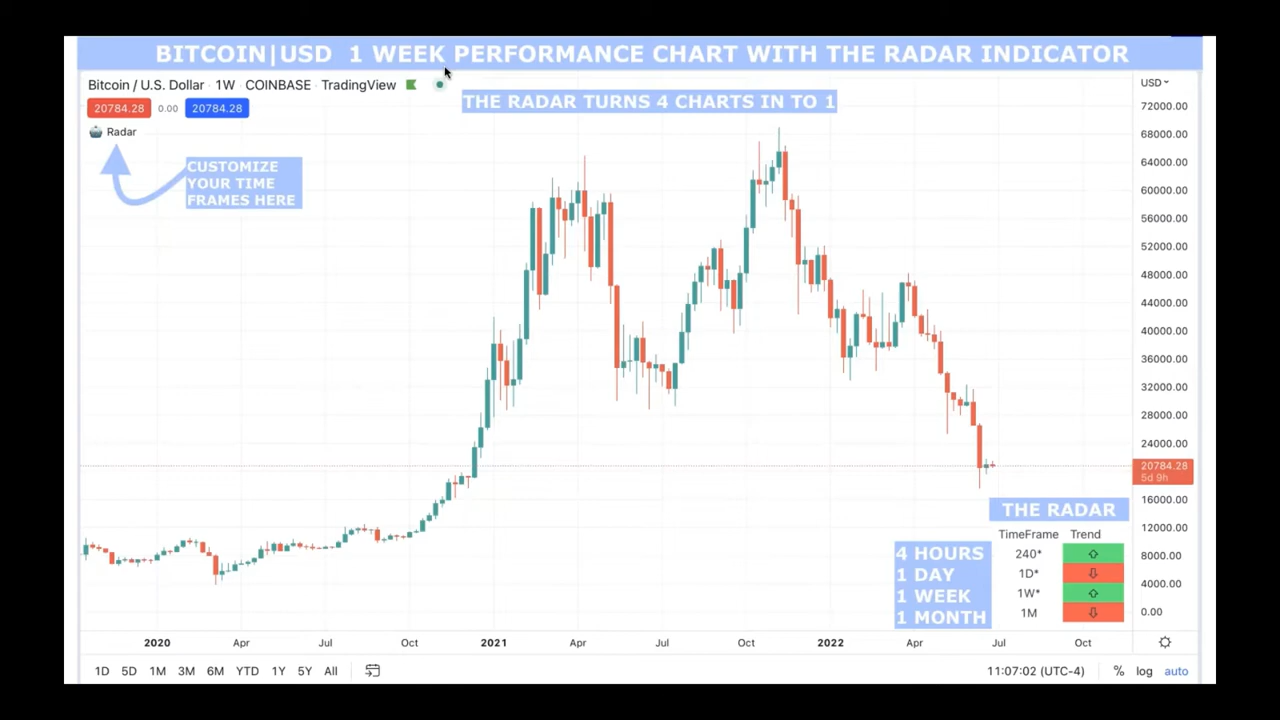 BITCOIN|USD 1 WEEK PERFORMANCE CHART WITH THE RADAR INDICATOR
Bitcoin / U.S. Dollar · 1W · COINBASE · TradingView
USD
20784.28 0.00 20784.28
THE RADAR TURNS 4 CHARTS IN TO 1
Radar
CUSTOMIZE
YOUR TIME
FRAMES HERE
72000.00
68000.00
64000.00
60000.00
56000.00
52000.00
48000.00
44000.00
40000.00
36000.00
32000.00
28000.00
24000.00
20784.28
5d 9h
16000.00
12000.00
8000.00
4000.00
0.00
THE RADAR
TimeFrame Trend
240*
1D*
1W*
1M
4 HOURS
1 DAY
1 WEEK
1 MONTH
2020 Apr Jul Oct 2021 Apr Jul Oct 2022 Apr Jul Oct
1D 5D 1M 3M 6M YTD 1Y 5Y All 11:07:02 (UTC-4) % log auto